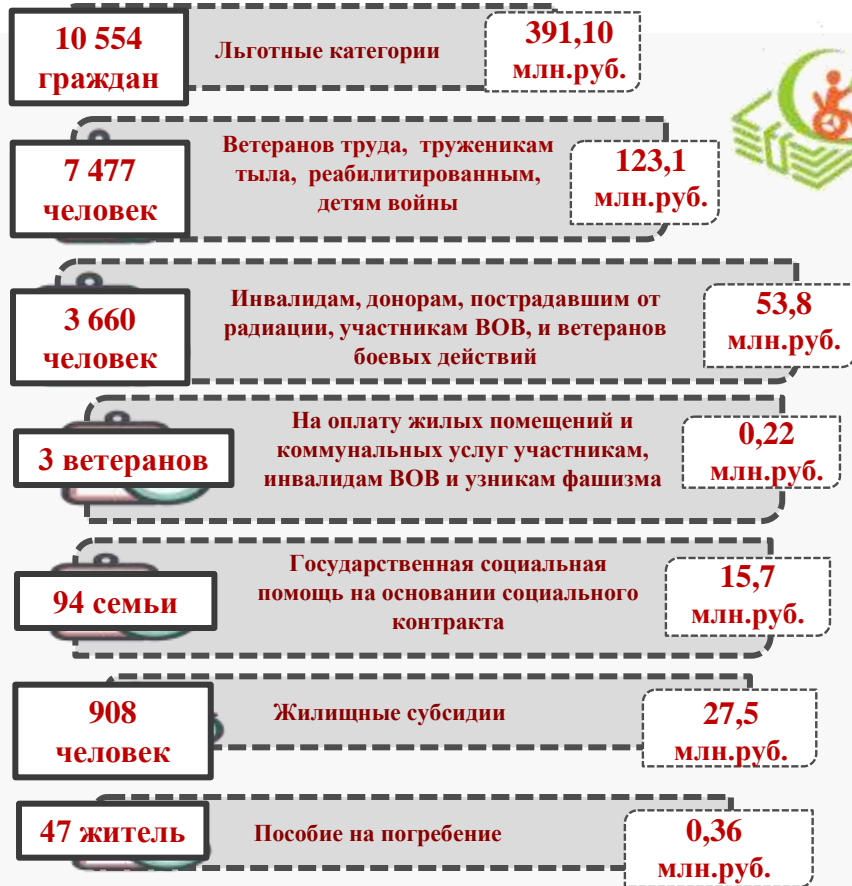 10 554
граждан
Льготные категории
391,10
млн.руб.
7 477
человек
Ветеранов труда, труженикам
тыла, реабилитированным,
детям войны
123,1
млн.руб.
3 660
человек
Инвалидам, донорам, пострадавшим от
радиации, участникам ВОВ, и ветеранов
боевых действий
53,8
млн.руб.
3 ветеранов
На оплату жилых помещений и
коммунальных услуг участникам,
инвалидам ВОВ и узникам фашизма
0,22
млн.руб.
94 семьи
Государственная социальная
помощь на основании социального
контракта
15,7
млн.руб.
908
человек
Жилищные субсидии
27,5
млн.руб.
47 житель
Пособие на погребение
0,36
млн.руб.